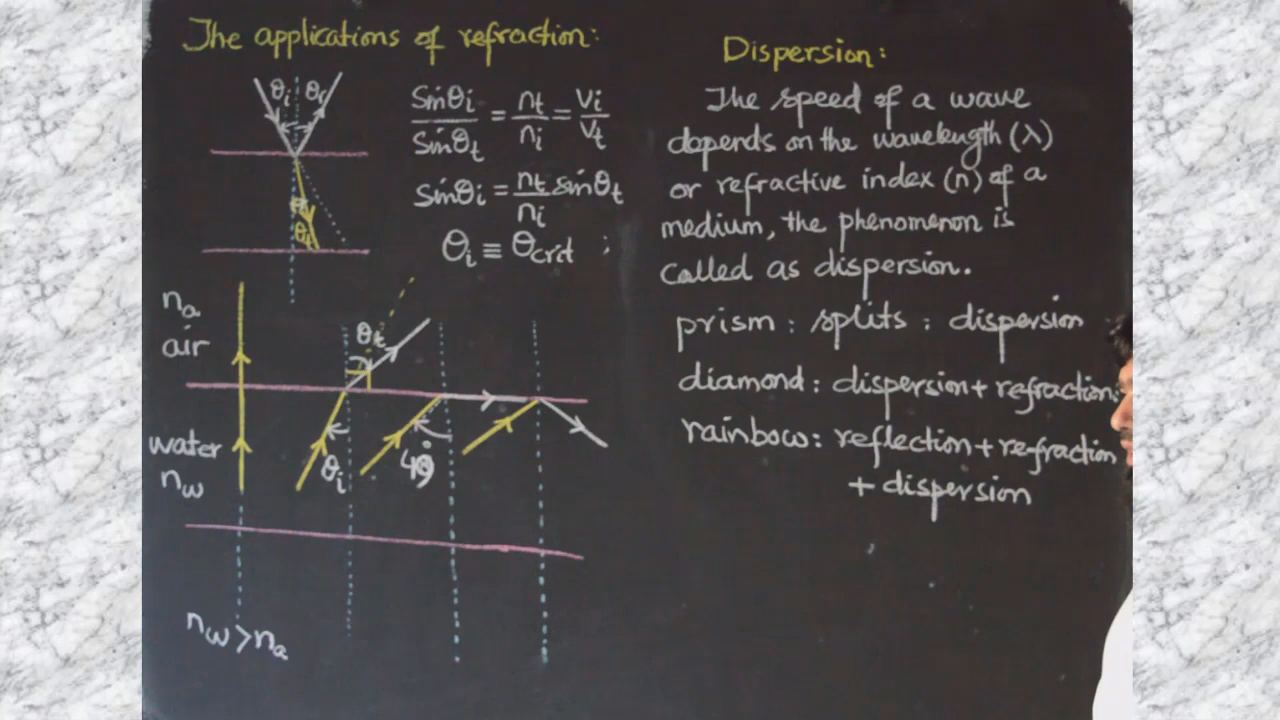 The applications of refraction:
θi θr
Sinθi / Sinθt = nt / ni = vi / vt
θt
sinθi = nt / ni sinθt
θi ≡ θcrit ;
na
air
θt
water
nw
θi
49°
nw > na
Dispersion:
The speed of a wave
depends on the wavelength (λ)
or refractive index (n) of a
medium, the phenomenon is
called as dispersion.
prism : splits : dispersion
diamond: dispersion+ refraction:
rainbow: reflection + refraction
+ dispersion